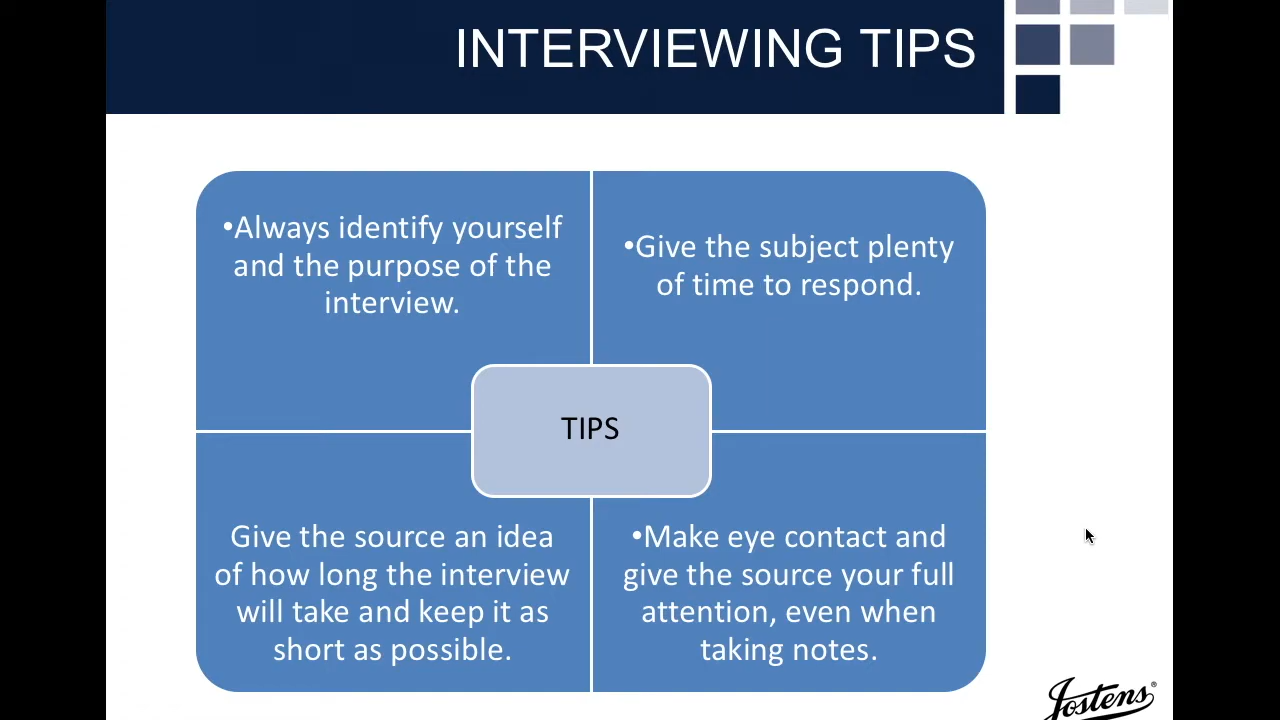 INTERVIEWING TIPS
•Always identify yourself
and the purpose of the
interview.
•Give the subject plenty
of time to respond.
TIPS
Give the source an idea
of how long the interview
will take and keep it as
short as possible.
•Make eye contact and
give the source your full
attention, even when
taking notes.
Jostens®